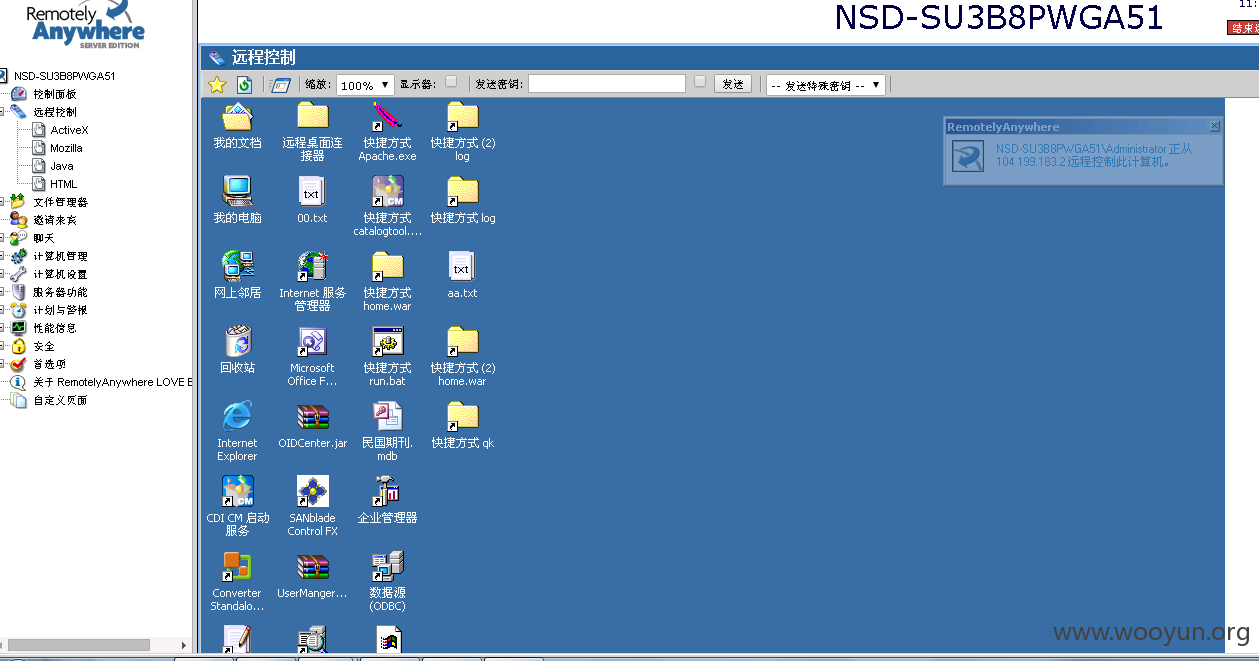 Remotely
Anywhere
SERVER EDITION
NSD-SU3B8PWGA51
11:
结束
NSD-SU3B8PWGA51
控制面板
远程控制
ActiveX
Mozilla
Java
HTML
文件管理器
邀请来宾
聊天
计算机管理
计算机设置
服务器功能
计划与警报
性能信息
安全
首选项
关于 RemotelyAnywhere LOVE
自定义页面
远程控制
缩放: 100% 显示器: 发送密钥: 发送 -- 发送特殊密钥 --
我的文档
远程桌面连接器
快捷方式 Apache.exe
快捷方式 (2) log
RemotelyAnywhere
NSD-SU3B8PWGA51\Administrator 正从
104.199.183.2 远程控制此计算机。
我的电脑
00.txt
快捷方式 catalogtool....
快捷方式 log
网上邻居
Internet 服务管理器
快捷方式 home.war
aa.txt
回收站
Microsoft Office F...
快捷方式 run.bat
快捷方式 (2) home.war
Internet Explorer
OIDCenter.jar
民国期刊.mdb
快捷方式 qk
CDI CM 启动服务
SANblade Control FX
企业管理器
Converter Standalo...
UserManger...
数据源 (ODBC)
www.wooyun.org